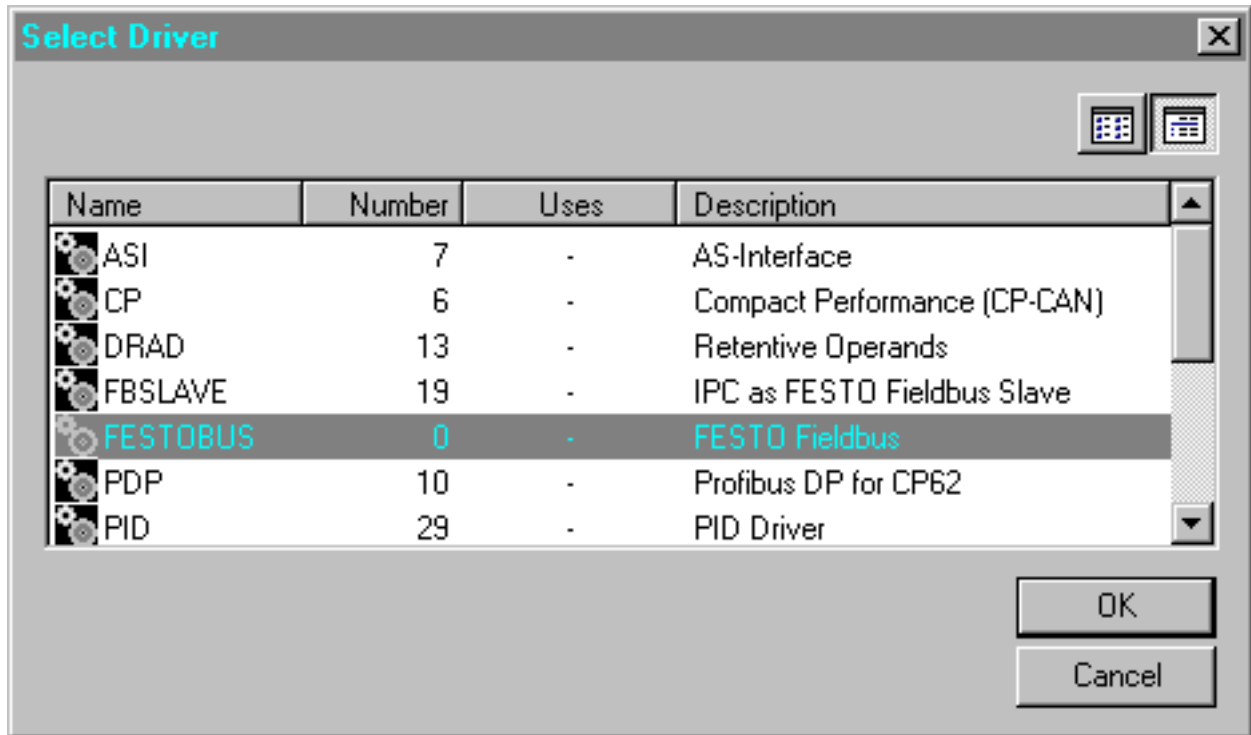 Select Driver
Name Number Uses Description
ASI 7 - AS-Interface
CP 6 - Compact Performance (CP-CAN)
DRAD 13 - Retentive Operands
FBSLAVE 19 - IPC as FESTO Fieldbus Slave
FESTOBUS 0 - FESTO Fieldbus
PDP 10 - Profibus DP for CP62
PID 29 - PID Driver
OK
Cancel